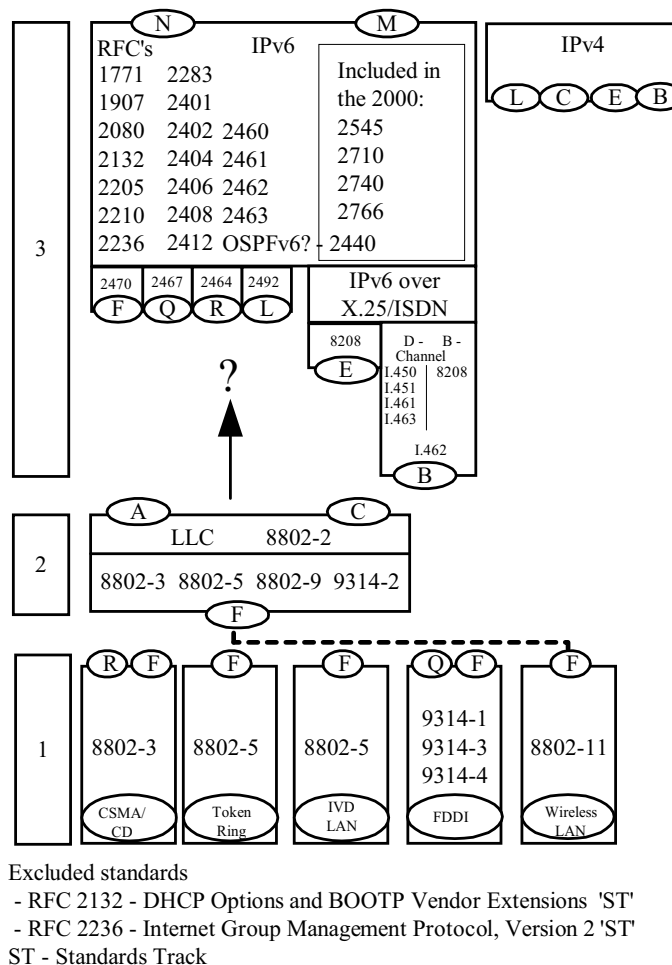 N M
RFC's IPv6
1771 2283
1907 2401
2080 2402 2460
2132 2404 2461
2205 2406 2462
2210 2408 2463
2236 2412 OSPFv6? - 2440
Included in
the 2000:
2545
2710
2740
2766
IPv4
L C E B
3
2470 2467 2464 2492
F Q R L
IPv6 over
X.25/ISDN
8208
E
D - B -
Channel
I.450 8208
I.451
I.461
I.463
I.462
B
?
A C
2
LLC 8802-2
8802-3 8802-5 8802-9 9314-2
F
1
R F F F Q F F
8802-3
CSMA/
CD
8802-5
Token
Ring
8802-5
IVD
LAN
9314-1
9314-3
9314-4
FDDI
8802-11
Wireless
LAN
Excluded standards
- RFC 2132 - DHCP Options and BOOTP Vendor Extensions 'ST'
- RFC 2236 - Internet Group Management Protocol, Version 2 'ST'
ST - Standards Track